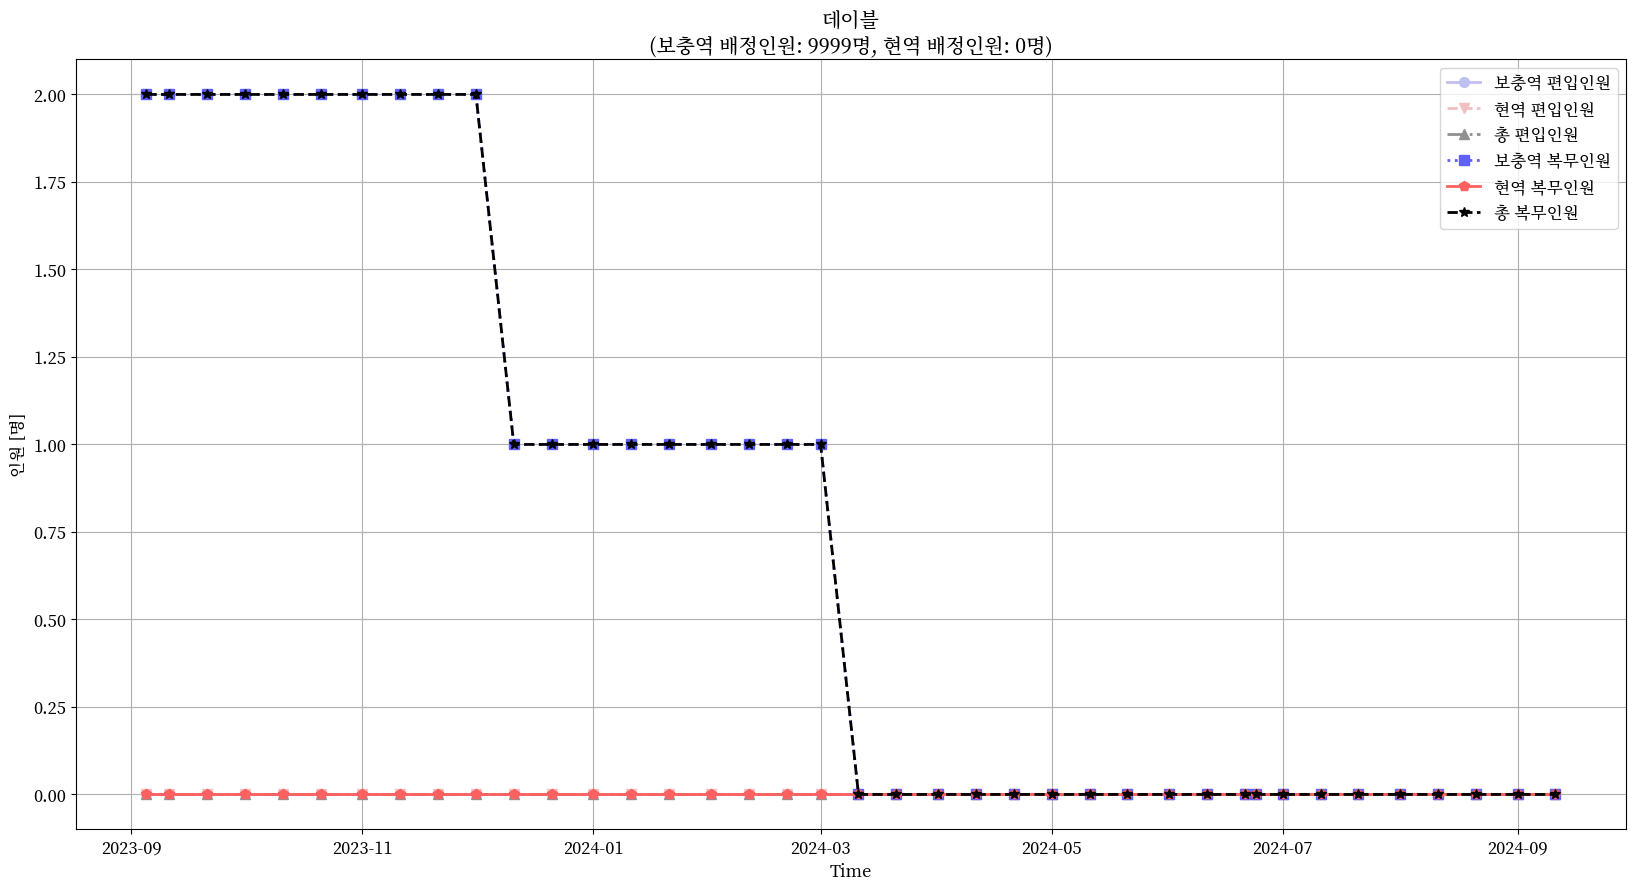 데이블
(보충역 배정인원: 9999명, 현역 배정인원: 0명)
보충역 편입인원
현역 편입인원
총 편입인원
보충역 복무인원
현역 복무인원
총 복무인원
인원 [명]
2.00
1.75
1.50
1.25
1.00
0.75
0.50
0.25
0.00
2023-09
2023-11
2024-01
2024-03
2024-05
2024-07
2024-09
Time